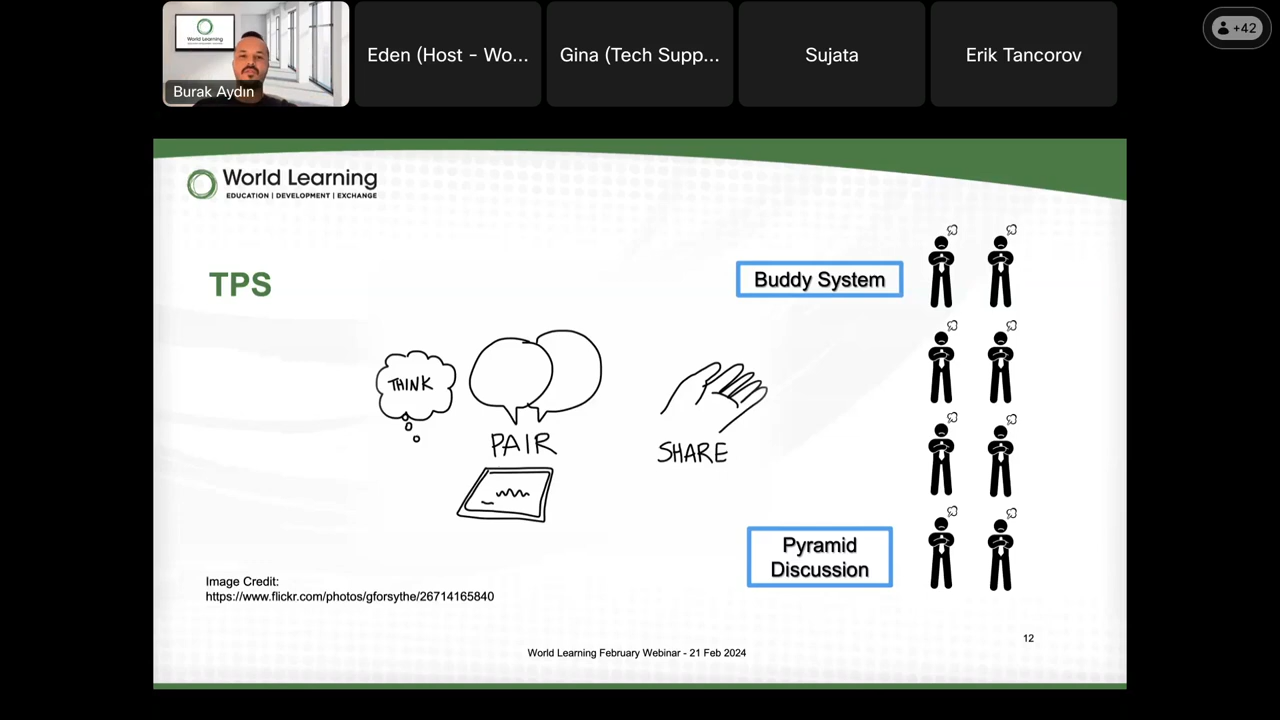 World Learning
Burak Aydın
Eden (Host - Wo...
Gina (Tech Supp...
Sujata
Erik Tancorov
+42
World Learning
EDUCATION | DEVELOPMENT | EXCHANGE
TPS
Buddy System
THINK
PAIR
SHARE
Pyramid
Discussion
Image Credit:
https://www.flickr.com/photos/gforsythe/26714165840
12
World Learning February Webinar - 21 Feb 2024